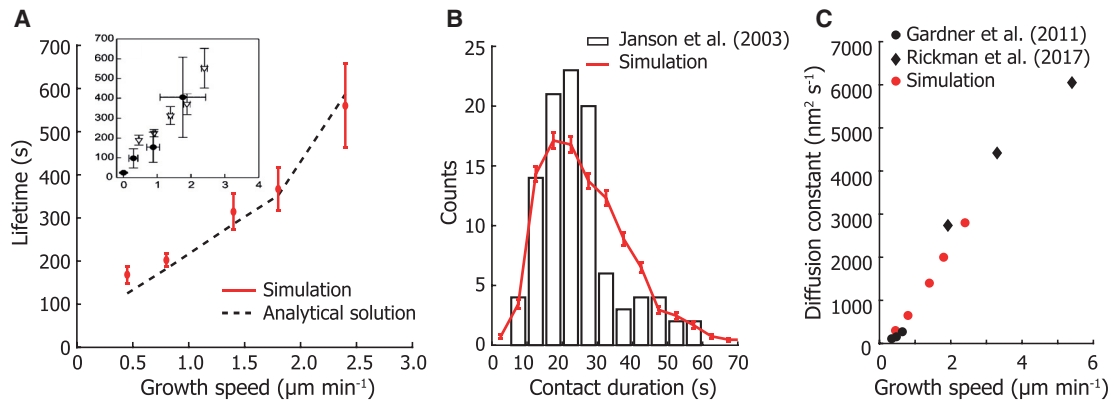 A
700
600
500
400
300
200
100
0
Lifetime (s)
700
600
500
400
300
200
100
0
0 1 2 3 4
Simulation
Analytical solution
0.0 0.5 1.0 1.5 2.0 2.5 3.0
Growth speed (µm min-1)
B
Janson et al. (2003)
Simulation
25
20
15
10
5
0
Counts
10 20 30 40 50 60 70
Contact duration (s)
C
Gardner et al. (2011)
Rickman et al. (2017)
Simulation
7000
6000
5000
4000
3000
2000
1000
0
Diffusion constant (nm² s⁻¹)
0 2 4 6
Growth speed (µm min-1)